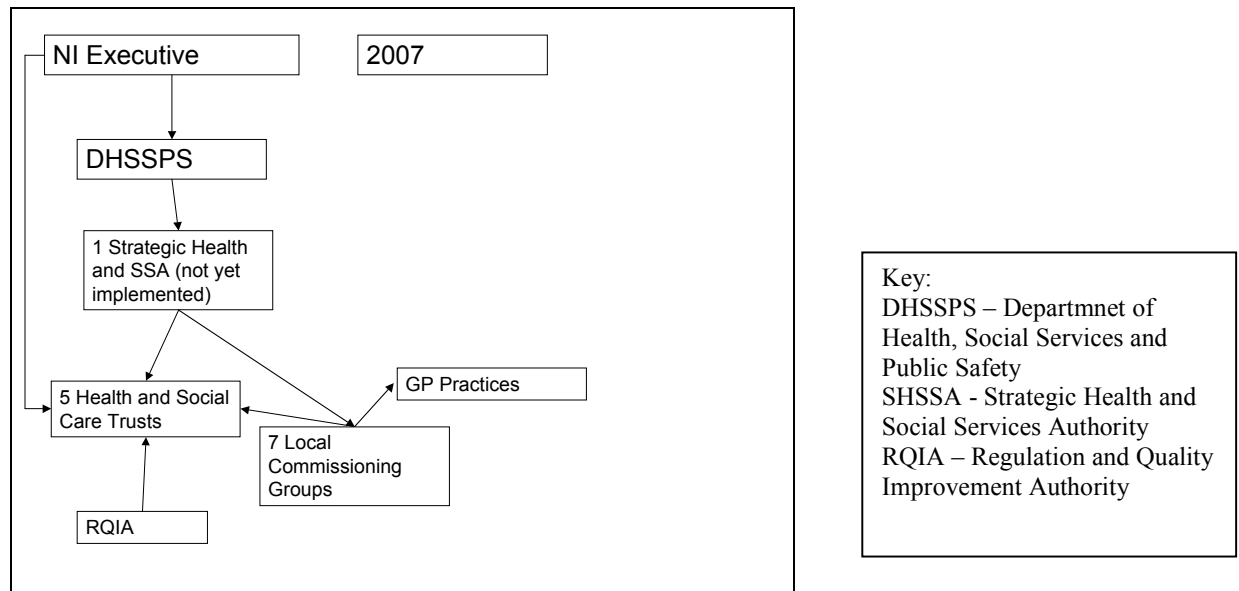 NI Executive
2007
DHSSPS
1 Strategic Health
and SSA (not yet
implemented)
5 Health and Social
Care Trusts
GP Practices
7 Local
Commissioning
Groups
RQIA
Key:
DHSSPS – Departmnet of
Health, Social Services and
Public Safety
SHSSA - Strategic Health and
Social Services Authority
RQIA – Regulation and Quality
Improvement Authority